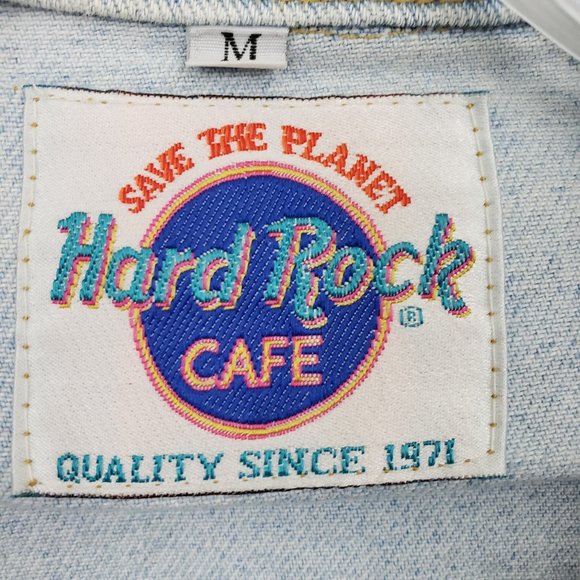 M
SAVE THE PLANET
Hard Rock
®
CAFE
QUALITY SINCE 1971